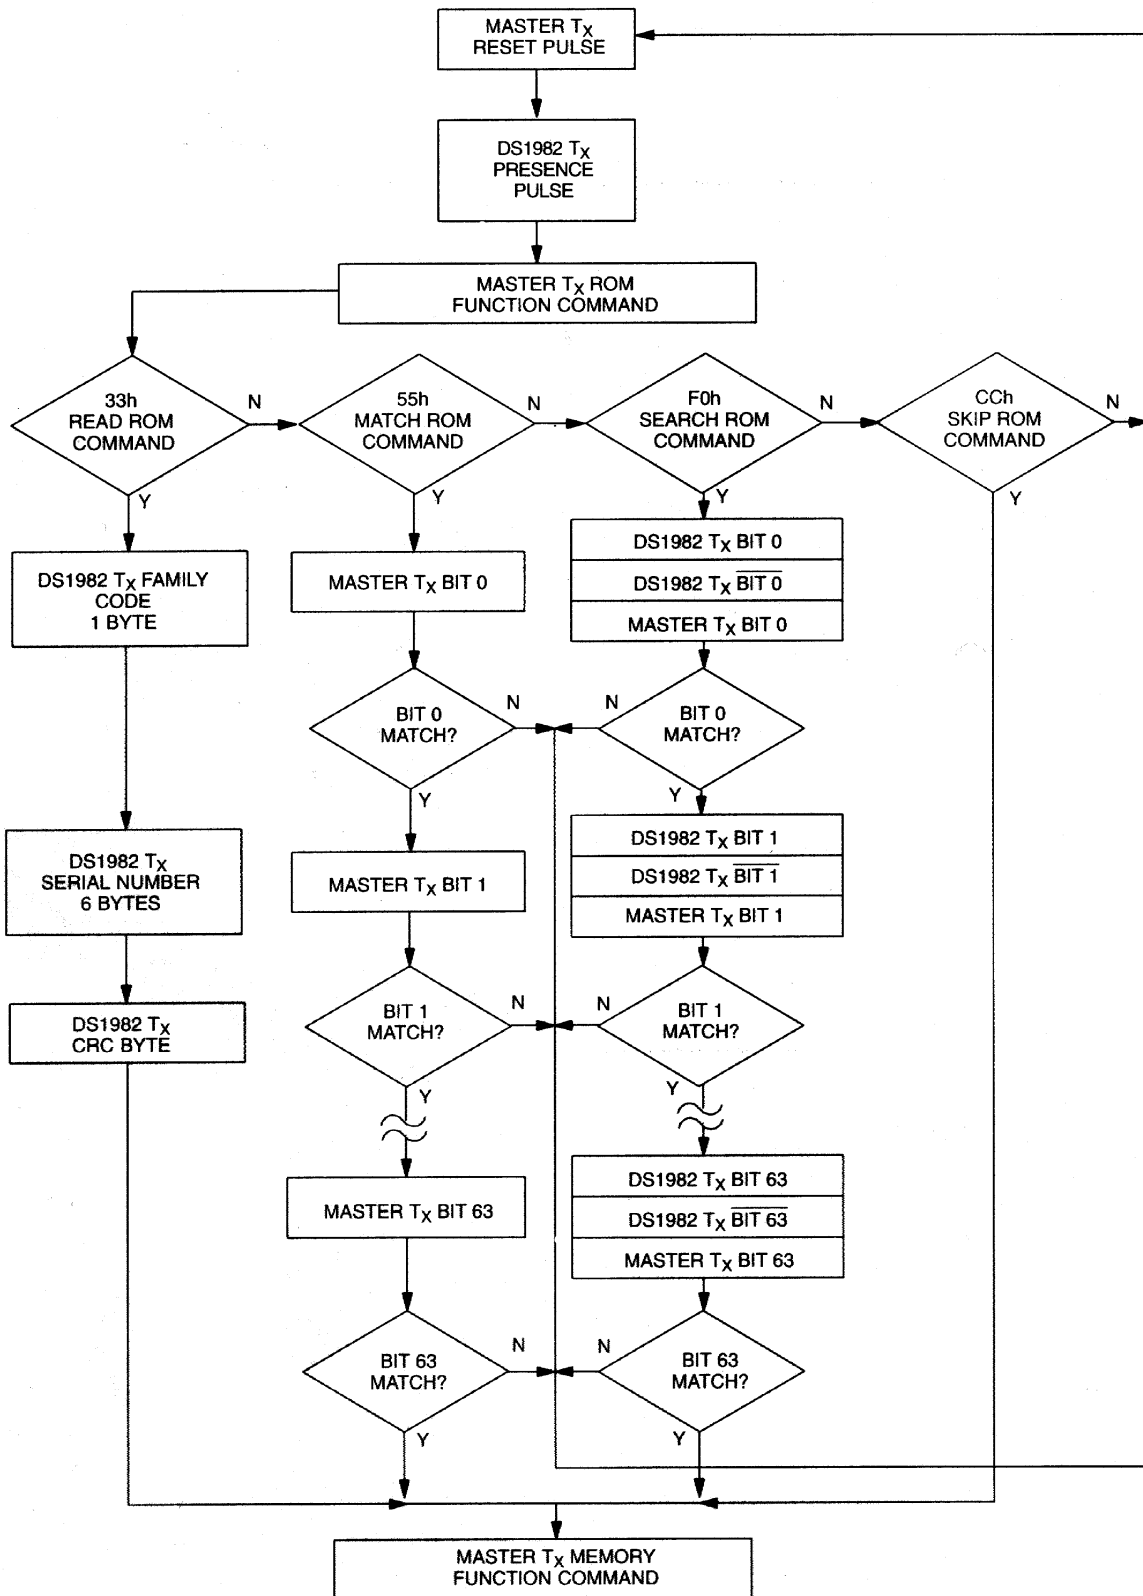 MASTER TX
RESET PULSE
DS1982 TX
PRESENCE
PULSE
MASTER TX ROM
FUNCTION COMMAND
33h
READ ROM
COMMAND
N
Y
55h
MATCH ROM
COMMAND
N
Y
F0h
SEARCH ROM
COMMAND
N
Y
CCh
SKIP ROM
COMMAND
N
Y
DS1982 TX FAMILY
CODE
1 BYTE
DS1982 TX
SERIAL NUMBER
6 BYTES
DS1982 TX
CRC BYTE
MASTER TX BIT 0
BIT 0
MATCH?
N
Y
MASTER TX BIT 1
BIT 1
MATCH?
N
Y
MASTER TX BIT 63
BIT 63
MATCH?
N
Y
DS1982 TX BIT 0
DS1982 TX B̅I̅T̅ ̅0̅
MASTER TX BIT 0
N
BIT 0
MATCH?
Y
DS1982 TX BIT 1
DS1982 TX B̅I̅T̅ ̅1̅
MASTER TX BIT 1
N
BIT 1
MATCH?
Y
DS1982 TX BIT 63
DS1982 TX B̅I̅T̅ ̅6̅3̅
MASTER TX BIT 63
N
BIT 63
MATCH?
Y
MASTER TX MEMORY
FUNCTION COMMAND